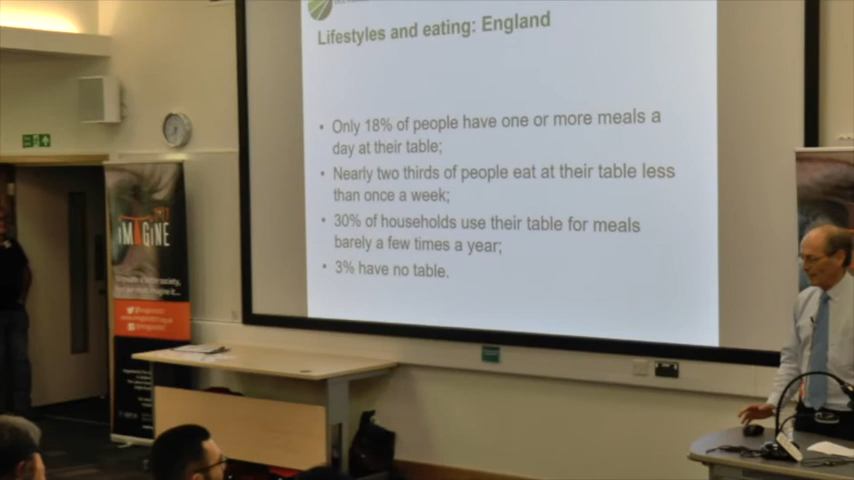 Lifestyles and eating: England
• Only 18% of people have one or more meals a
day at their table;
• Nearly two thirds of people eat at their table less
than once a week;
• 30% of households use their table for meals
barely a few times a year;
• 3% have no table.
iMAGiNE